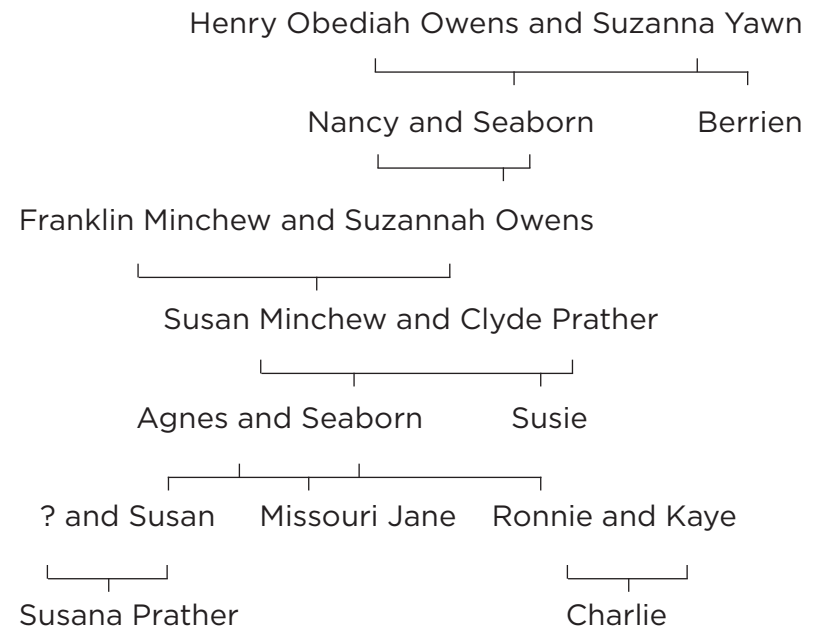 Henry Obediah Owens and Suzanna Yawn
Nancy and Seaborn Berrien
Franklin Minchew and Suzannah Owens
Susan Minchew and Clyde Prather
Agnes and Seaborn Susie
? and Susan Missouri Jane Ronnie and Kaye
Susana Prather Charlie